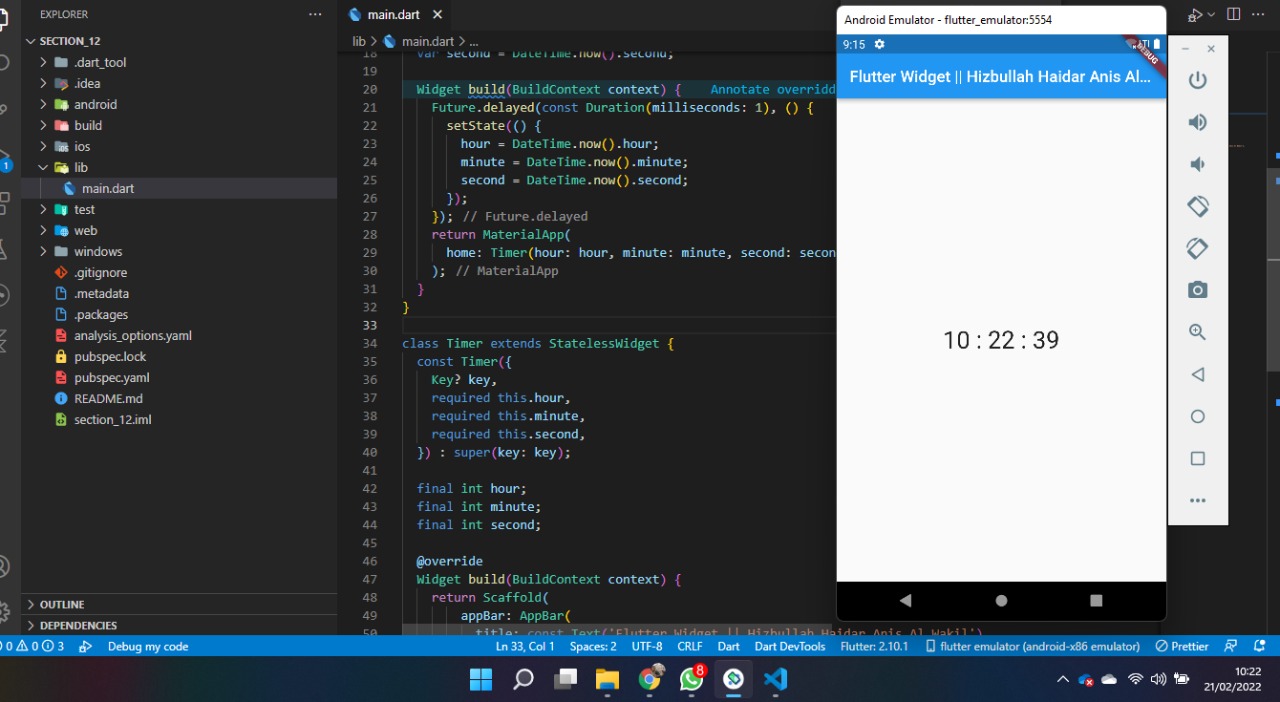 EXPLORER
SECTION_12
.dart_tool
.idea
android
build
ios
lib
main.dart
test
web
windows
.gitignore
.metadata
.packages
analysis_options.yaml
pubspec.lock
pubspec.yaml
README.md
section_12.iml
OUTLINE
DEPENDENCIES
1
main.dart
lib > main.dart > ...
18 var second = DateTime.now().second;
19
20 Widget build(BuildContext context) { Annotate overridd
21 Future.delayed(const Duration(milliseconds: 1), () {
22 setState(() {
23 hour = DateTime.now().hour;
24 minute = DateTime.now().minute;
25 second = DateTime.now().second;
26 });
27 }); // Future.delayed
28 return MaterialApp(
29 home: Timer(hour: hour, minute: minute, second: secon
30 ); // MaterialApp
31 }
32 }
33
34 class Timer extends StatelessWidget {
35 const Timer({
36 Key? key,
37 required this.hour,
38 required this.minute,
39 required this.second,
40 }) : super(key: key);
41
42 final int hour;
43 final int minute;
44 final int second;
45
46 @override
47 Widget build(BuildContext context) {
48 return Scaffold(
49 appBar: AppBar(
50 title: const Text('Flutter Widget || Hizbullah Haidar Anis Al Wakil')
Android Emulator - flutter_emulator:5554
9:15
DEBUG
Flutter Widget || Hizbullah Haidar Anis Al...
10 : 22 : 39
0 0 3 Debug my code Ln 33, Col 1 Spaces: 2 UTF-8 CRLF Dart Dart DevTools Flutter: 2.10.1 flutter emulator (android-x86 emulator) Prettier
8
10:22
21/02/2022